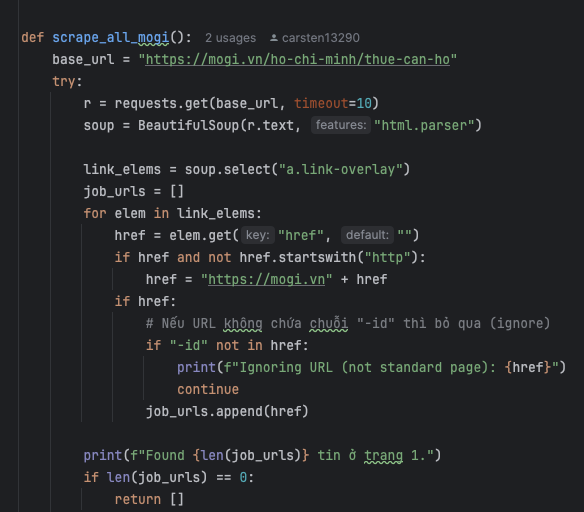 def scrape_all_mogi(): 2 usages carsten13290
base_url = "https://mogi.vn/ho-chi-minh/thue-can-ho"
try:
r = requests.get(base_url, timeout=10)
soup = BeautifulSoup(r.text, features: "html.parser")
link_elems = soup.select("a.link-overlay")
job_urls = []
for elem in link_elems:
href = elem.get( key: "href", default: "")
if href and not href.startswith("http"):
href = "https://mogi.vn" + href
if href:
# Nếu URL không chứa chuỗi "-id" thì bỏ qua (ignore)
if "-id" not in href:
print(f"Ignoring URL (not standard page): {href}")
continue
job_urls.append(href)
print(f"Found {len(job_urls)} tin ở trang 1.")
if len(job_urls) == 0:
return []